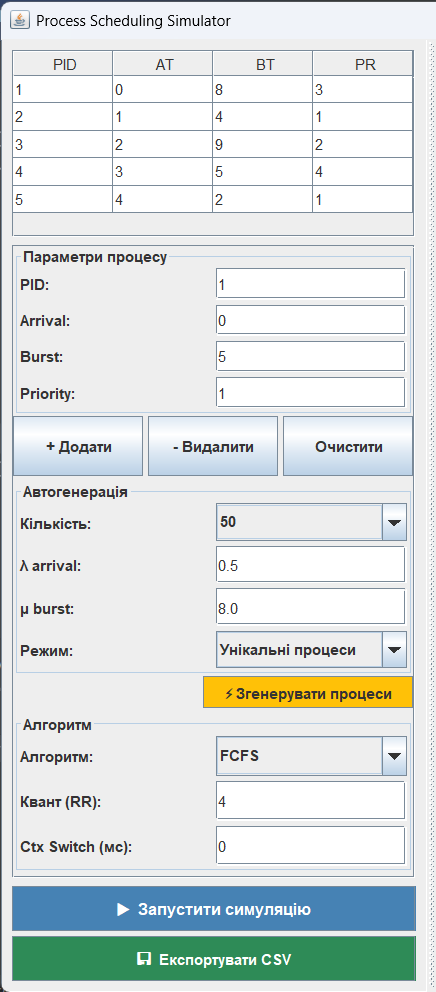 Process Scheduling Simulator
PID AT BT PR
1 0 8 3
2 1 4 1
3 2 9 2
4 3 5 4
5 4 2 1
Параметри процесу
PID: 1
Arrival: 0
Burst: 5
Priority: 1
+ Додати - Видалити Очистити
Автогенерація
Кількість: 50
λ arrival: 0.5
μ burst: 8.0
Режим: Унікальні процеси
⚡Згенерувати процеси
Алгоритм
Алгоритм: FCFS
Квант (RR): 4
Ctx Switch (мс): 0
▶ Запустити симуляцію
Експортувати CSV